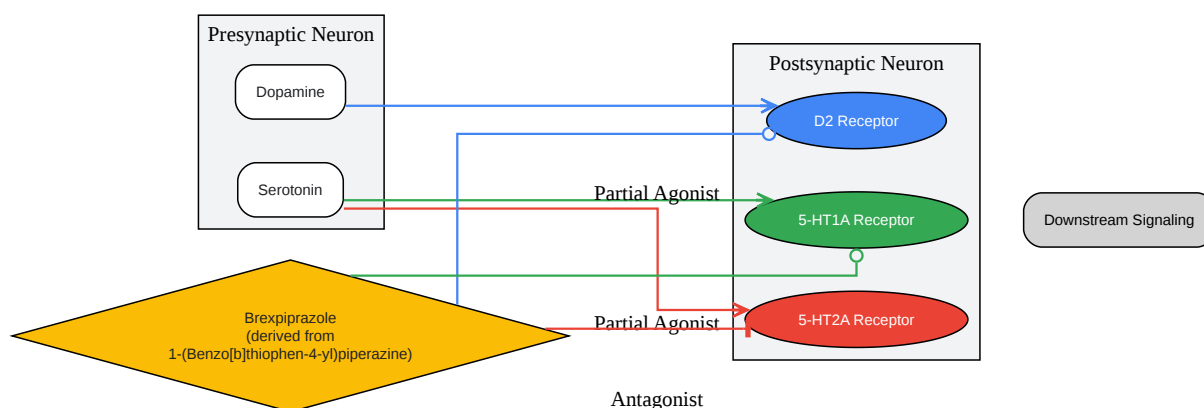 Presynaptic Neuron
Dopamine
Serotonin
Postsynaptic Neuron
D2 Receptor
5-HT1A Receptor
5-HT2A Receptor
Partial Agonist
Partial Agonist
Antagonist
Downstream Signaling
Brexpiprazole
(derived from
1-(Benzo[b]thiophen-4-yl)piperazine)